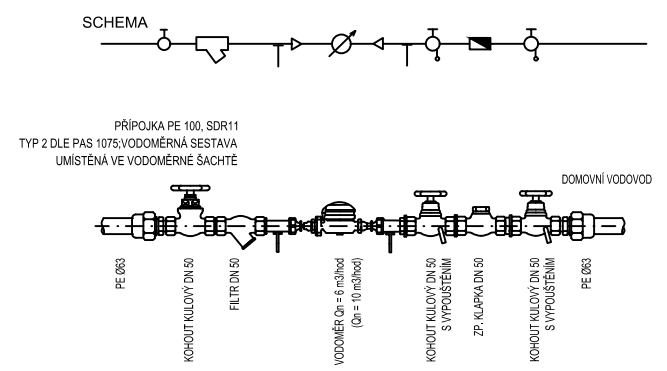 SCHEMA
PŘÍPOJKA PE 100, SDR11
TYP 2 DLE PAS 1075;VODOMĚRNÁ SESTAVA
UMÍSTĚNÁ VE VODOMĚRNÉ ŠACHTĚ
DOMOVNÍ VODOVOD
PE Ø63
KOHOUT KULOVÝ DN 50
FILTR DN 50
VODOMĚR Qn = 6 m3/hod
(Qn = 10 m3/hod)
KOHOUT KULOVÝ DN 50
S VYPOUŠTĚNÍM
ZP. KLAPKA DN 50
KOHOUT KULOVÝ DN 50
S VYPOUŠTĚNÍM
PE Ø63